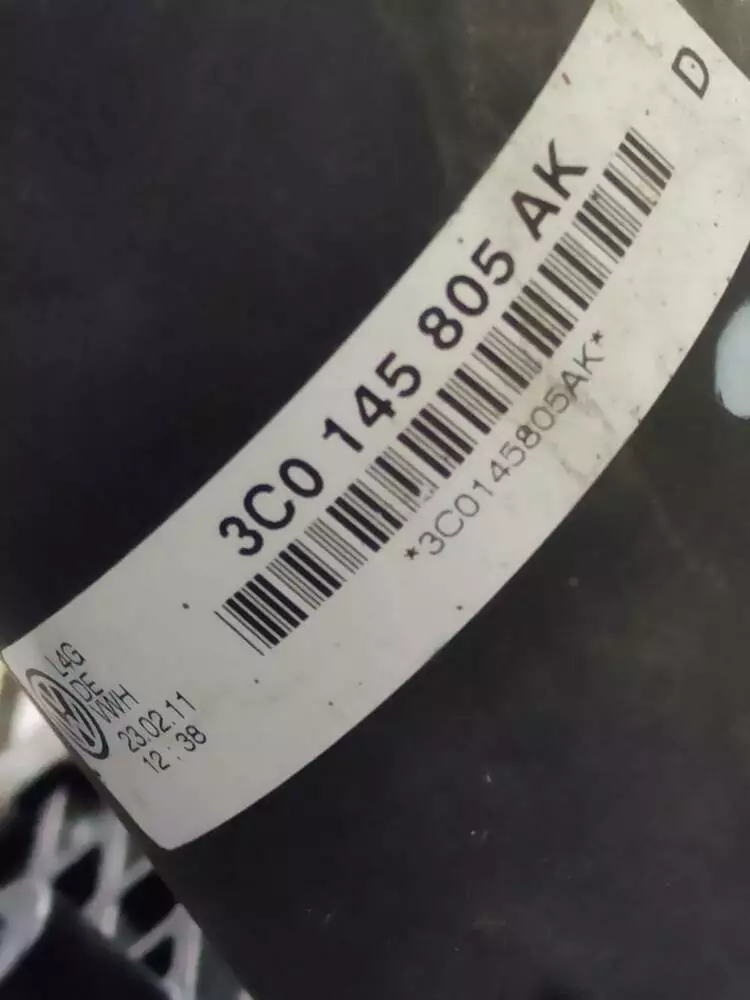 D
3C0 145 805 AK
*3C0145805AK*
L4G
DE
VWH
23.02.11
12:38